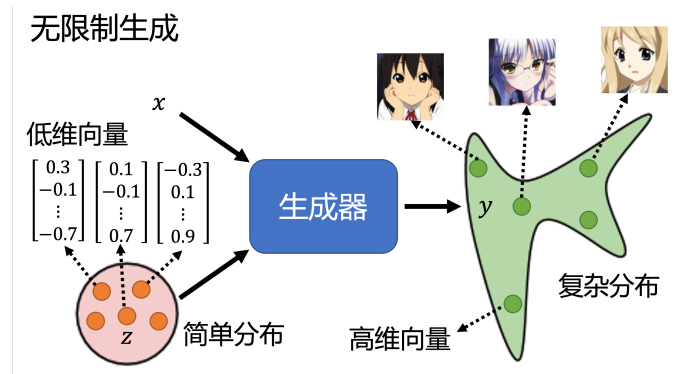 无限制生成
x
低维向量
0.3 0.1 −0.3
−0.1 −0.1 0.1
⋮ ⋮ ⋮
−0.7 0.7 0.9
生成器
y
z
简单分布
复杂分布
高维向量